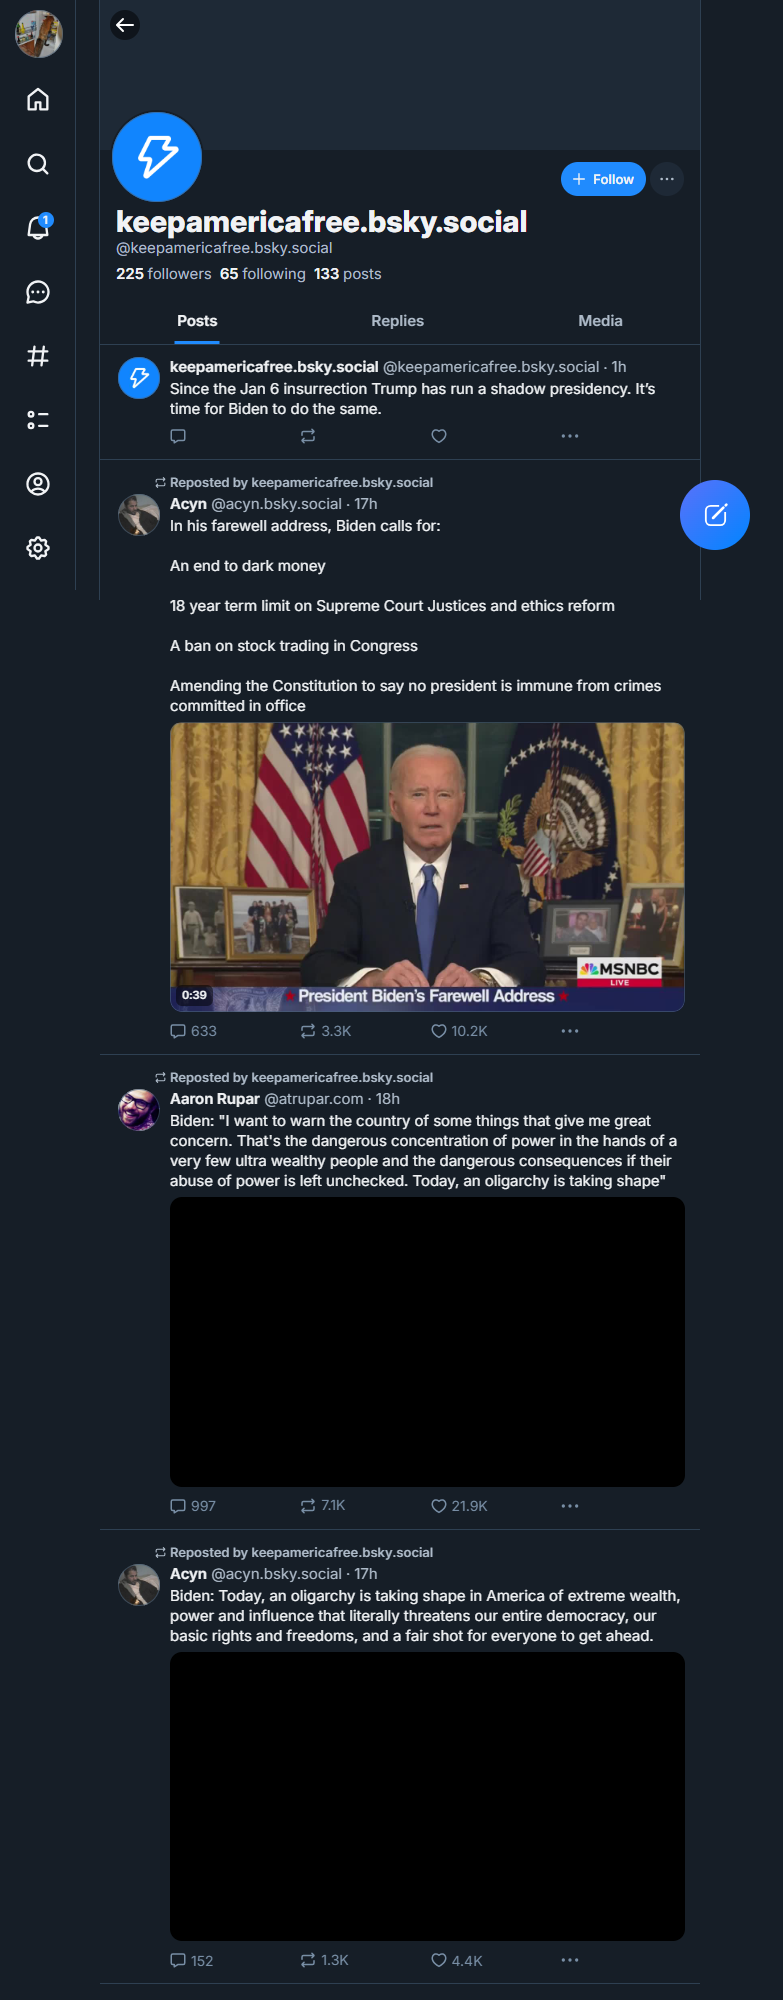 1
+ Follow
keepamericafree.bsky.social
@keepamericafree.bsky.social
225 followers 65 following 133 posts
Posts Replies Media
keepamericafree.bsky.social @keepamericafree.bsky.social · 1h
Since the Jan 6 insurrection Trump has run a shadow presidency. It’s
time for Biden to do the same.
Reposted by keepamericafree.bsky.social
Acyn @acyn.bsky.social · 17h
In his farewell address, Biden calls for:
An end to dark money
18 year term limit on Supreme Court Justices and ethics reform
A ban on stock trading in Congress
Amending the Constitution to say no president is immune from crimes
committed in office
MSNBC
LIVE
0:39
President Biden's Farewell Address
633 3.3K 10.2K
Reposted by keepamericafree.bsky.social
Aaron Rupar @atrupar.com · 18h
Biden: "I want to warn the country of some things that give me great
concern. That's the dangerous concentration of power in the hands of a
very few ultra wealthy people and the dangerous consequences if their
abuse of power is left unchecked. Today, an oligarchy is taking shape"
997 7.1K 21.9K
Reposted by keepamericafree.bsky.social
Acyn @acyn.bsky.social · 17h
Biden: Today, an oligarchy is taking shape in America of extreme wealth,
power and influence that literally threatens our entire democracy, our
basic rights and freedoms, and a fair shot for everyone to get ahead.
152 1.3K 4.4K